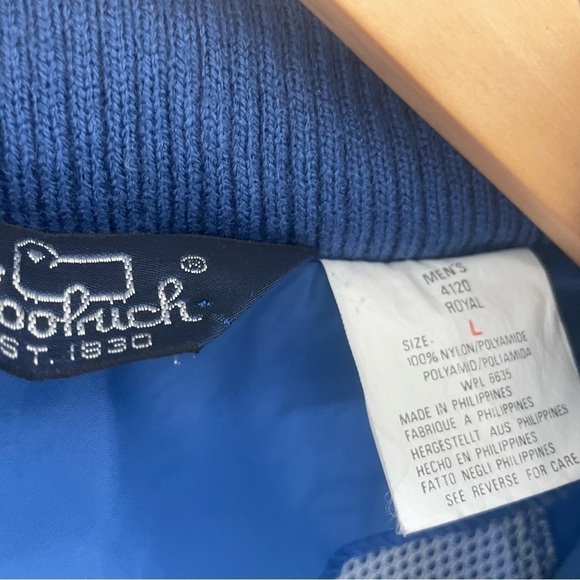 Woolrich ®
EST. 1830
MEN'S
4120
ROYAL
SIZE- L
100% NYLON/POLYAMIDE
POLYAMID/POLIAMIDA
WPL 6635
MADE IN PHILIPPINES
FABRIQUE A PHILIPPINES
HERGESTELLT AUS PHILIPPINES
HECHO EN PHILIPPINES
FATTO NEGLI PHILIPPINES
SEE REVERSE FOR CARE